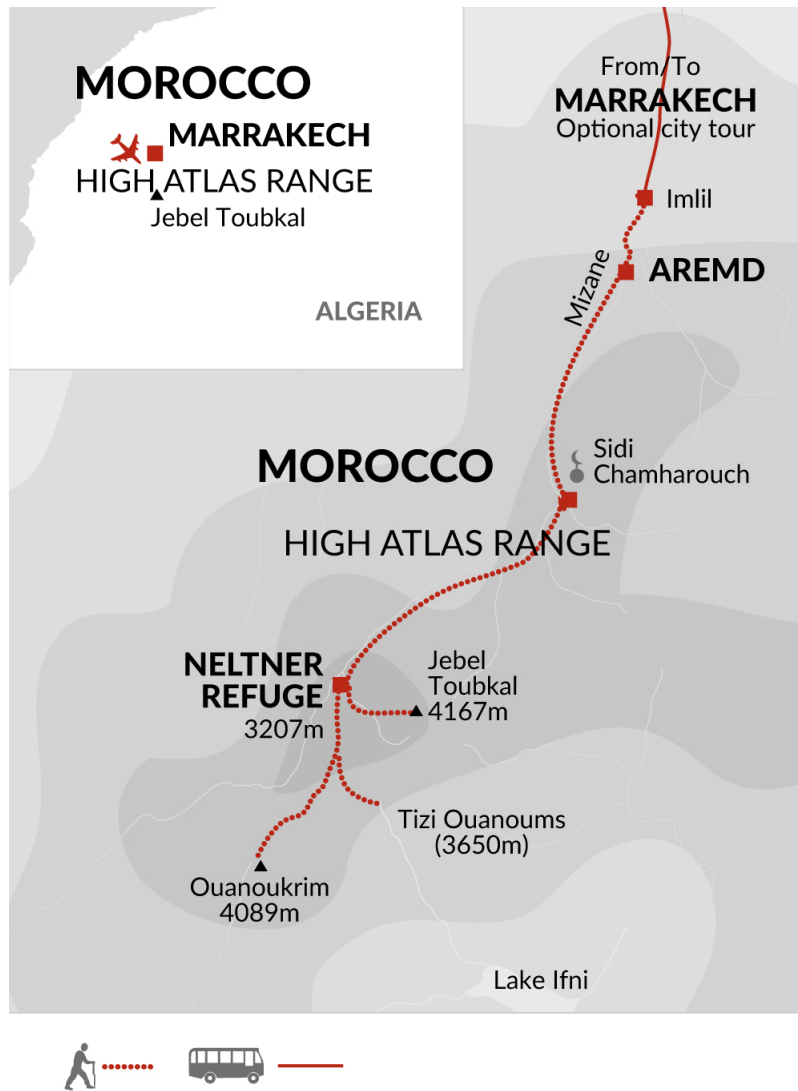 MOROCCO
MARRAKECH
HIGH ATLAS RANGE
Jebel Toubkal
ALGERIA
From/To
MARRAKECH
Optional city tour
Imlil
AREMD
Mizane
Sidi
Chamharouch
MOROCCO
HIGH ATLAS RANGE
NELTNER
REFUGE
3207m
Jebel
Toubkal
4167m
Tizi Ouanoums
(3650m)
Ouanoukrim
4089m
Lake Ifni